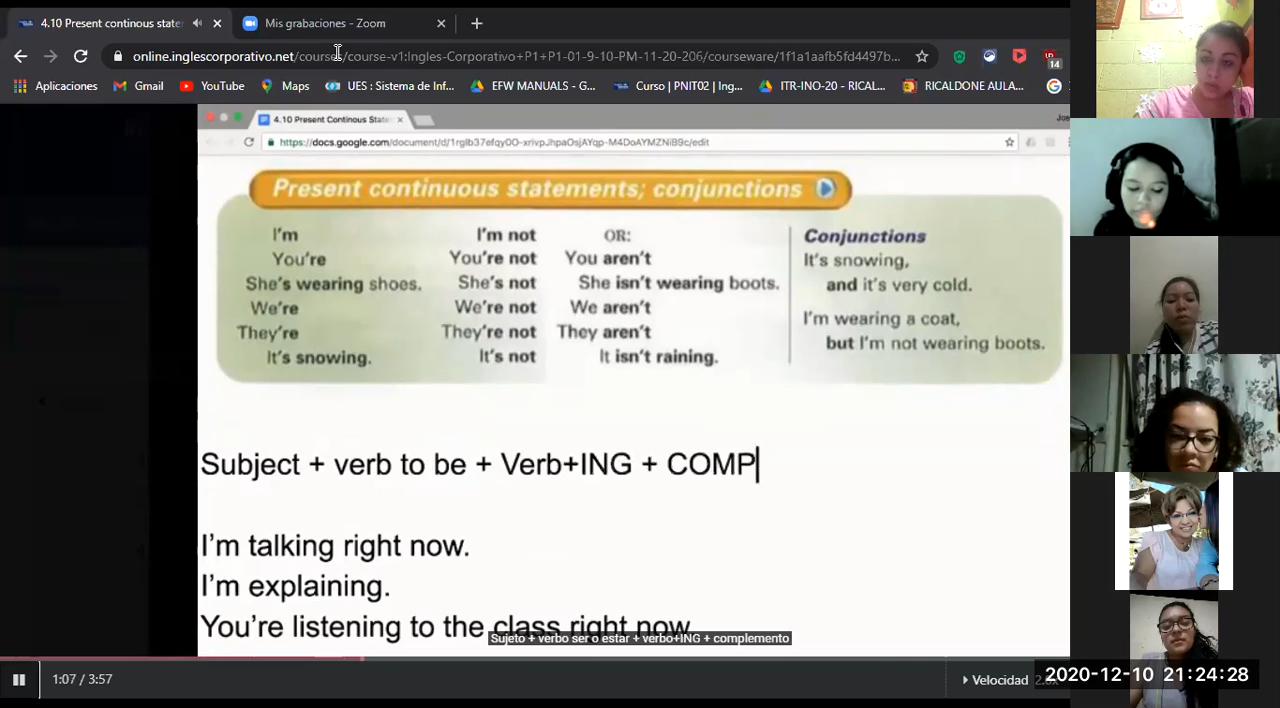 4.10 Present continous state
Mis grabaciones - Zoom
online.inglescorporativo.net/courses/course-v1:Ingles-Corporativo+P1+P1-01-9-10-PM-11-20-206/courseware/1f1a1aafb5fd4497b...
14
Aplicaciones
Gmail
YouTube
Maps
UES : Sistema de Inf...
EFW MANUALS - G...
Curso | PNIT02 | Ing...
ITR-INO-20 - RICAL...
RICALDONE AULA...
4.10 Present Continous State
https://docs.google.com/document/d/1rglb37efqyOO-xrivpJhpaOsjAYqp-M4DoAYMZNiB9c/edit
Present continuous statements; conjunctions
I'm
You're
She's wearing shoes.
We're
They're
It's snowing.
I'm not
You're not
She's not
We're not
They're not
It's not
OR:
You aren't
She isn't wearing boots.
We aren't
They aren't
It isn't raining.
Conjunctions
It's snowing,
and it's very cold.
I'm wearing a coat,
but I'm not wearing boots.
Subject + verb to be + Verb+ING + COMP
I'm talking right now.
I'm explaining.
You're listening to the class right now
Sujeto + verbo ser o estar + verbo+ING + complemento
1:07 / 3:57
Velocidad
2020-12-10 21:24:28